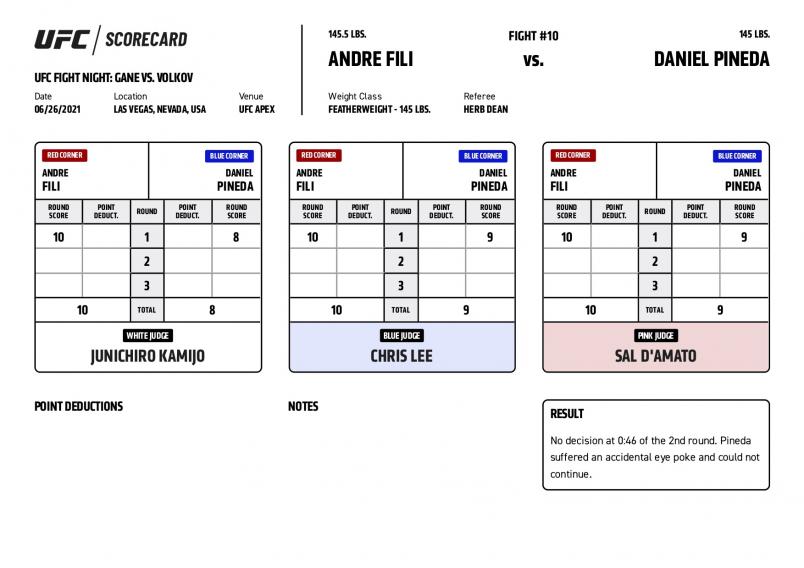 UFC / SCORECARD
UFC FIGHT NIGHT: GANE VS. VOLKOV
Date Location Venue
06/26/2021 LAS VEGAS, NEVADA, USA UFC APEX
145.5 LBS. FIGHT #10 145 LBS.
ANDRE FILI VS. DANIEL PINEDA
Weight Class Referee
FEATHERWEIGHT - 145 LBS. HERB DEAN
RED CORNER BLUE CORNER
ANDRE FILI DANIEL PINEDA
ROUND SCORE POINT DEDUCT. ROUND POINT DEDUCT. ROUND SCORE
10 1 8
2
3
10 TOTAL 8
WHITE JUDGE
JUNICHIRO KAMIJO
RED CORNER BLUE CORNER
ANDRE FILI DANIEL PINEDA
ROUND SCORE POINT DEDUCT. ROUND POINT DEDUCT. ROUND SCORE
10 1 9
2
3
10 TOTAL 9
BLUE JUDGE
CHRIS LEE
RED CORNER BLUE CORNER
ANDRE FILI DANIEL PINEDA
ROUND SCORE POINT DEDUCT. ROUND POINT DEDUCT. ROUND SCORE
10 1 9
2
3
10 TOTAL 9
PINK JUDGE
SAL D'AMATO
POINT DEDUCTIONS
NOTES
RESULT
No decision at 0:46 of the 2nd round. Pineda
suffered an accidental eye poke and could not
continue.